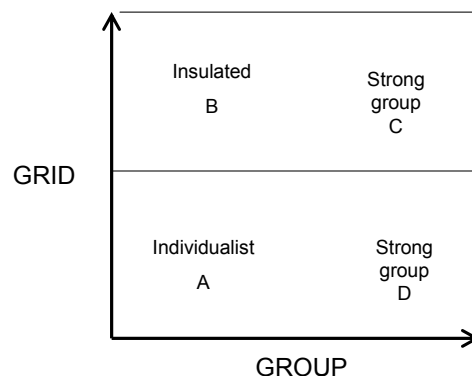 Insulated
B
Strong
group
C
GRID
Individualist
A
Strong
group
D
GROUP